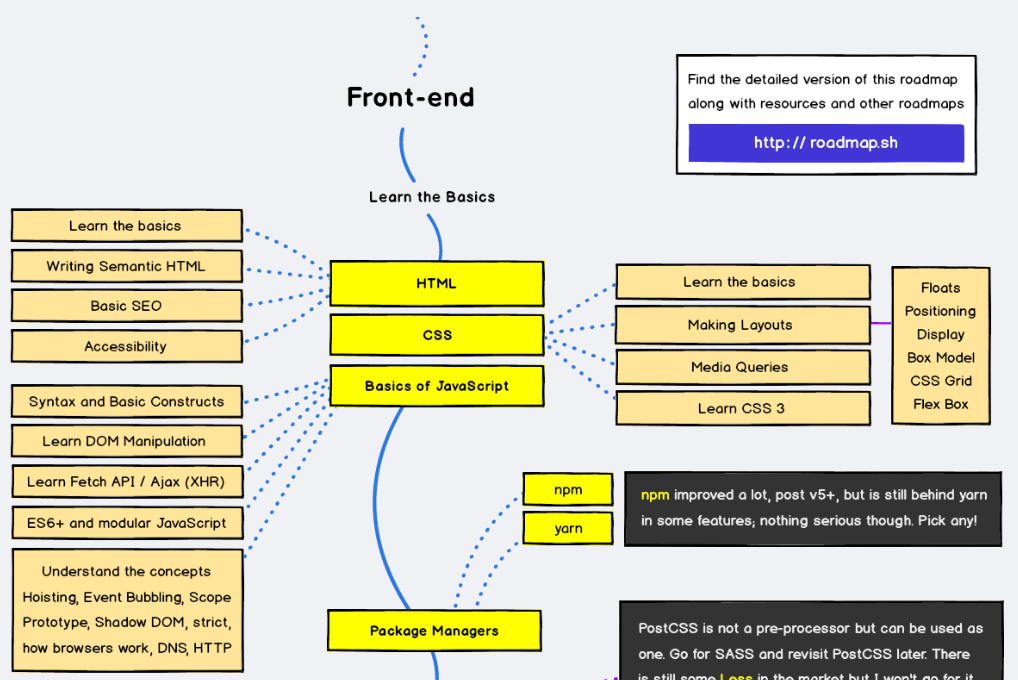 Front-end
Find the detailed version of this roadmap
along with resources and other roadmaps
http:// roadmap.sh
Learn the Basics
Learn the basics
Writing Semantic HTML
Basic SEO
Accessibility
HTML
CSS
Basics of JavaScript
Learn the basics
Making Layouts
Media Queries
Learn CSS 3
Floats
Positioning
Display
Box Model
CSS Grid
Flex Box
Syntax and Basic Constructs
Learn DOM Manipulation
Learn Fetch API / Ajax (XHR)
ES6+ and modular JavaScript
Understand the concepts
Hoisting, Event Bubbling, Scope
Prototype, Shadow DOM, strict,
how browsers work, DNS, HTTP
npm
yarn
npm improved a lot, post v5+, but is still behind yarn
in some features; nothing serious though. Pick any!
Package Managers
PostCSS is not a pre-processor but can be used as
one. Go for SASS and revisit PostCSS later. There
is still some Less in the market but I won't go for it